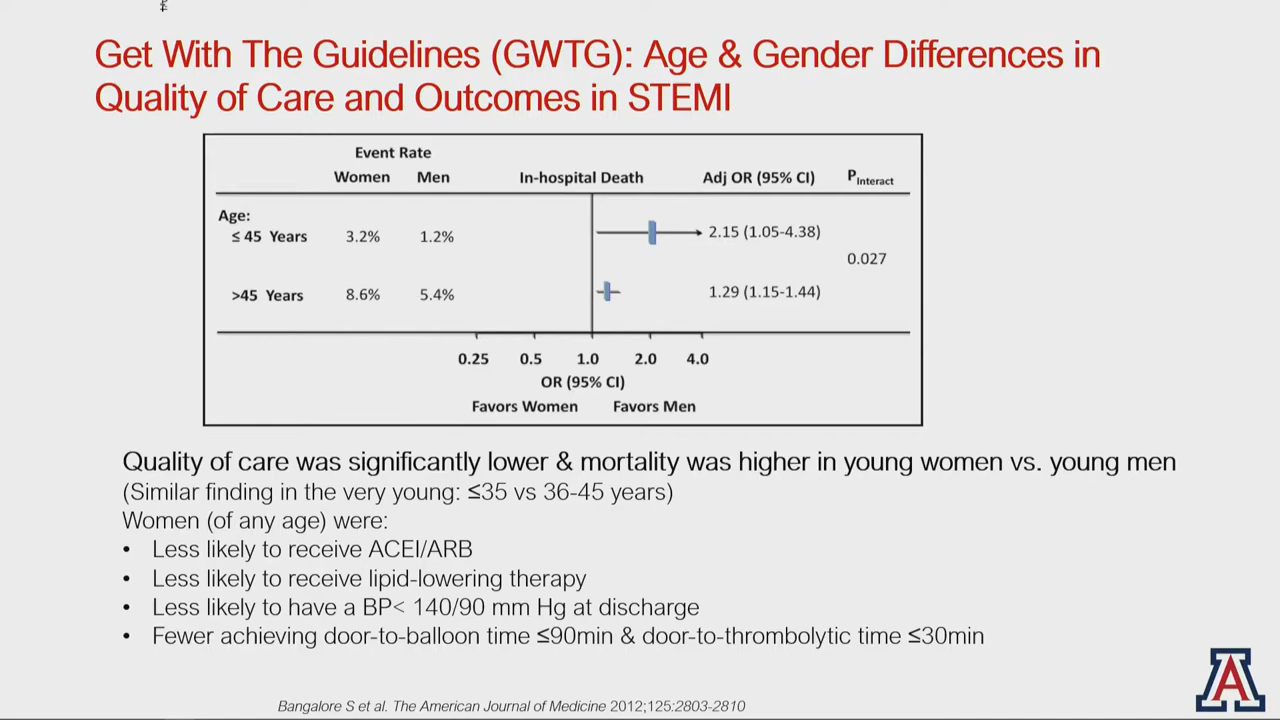 Get With The Guidelines (GWTG): Age & Gender Differences in
Quality of Care and Outcomes in STEMI
Event Rate
Women Men In-hospital Death Adj OR (95% CI) PInteract
Age:
≤ 45 Years 3.2% 1.2% 2.15 (1.05-4.38)
0.027
>45 Years 8.6% 5.4% 1.29 (1.15-1.44)
0.25 0.5 1.0 2.0 4.0
OR (95% CI)
Favors Women Favors Men
Quality of care was significantly lower & mortality was higher in young women vs. young men
(Similar finding in the very young: ≤35 vs 36-45 years)
Women (of any age) were:
• Less likely to receive ACEI/ARB
• Less likely to receive lipid-lowering therapy
• Less likely to have a BP< 140/90 mm Hg at discharge
• Fewer achieving door-to-balloon time ≤90min & door-to-thrombolytic time ≤30min
A
Bangalore S et al. The American Journal of Medicine 2012;125:2803-2810